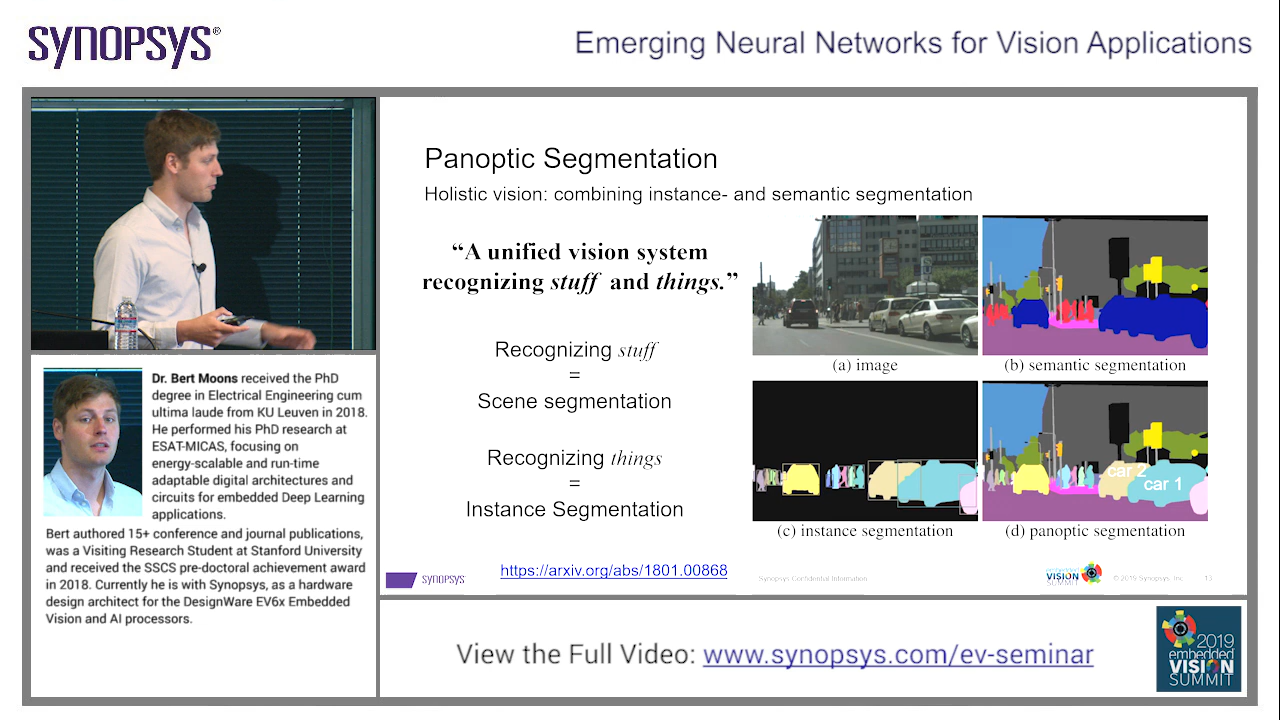 SYNOPSYS®
Emerging Neural Networks for Vision Applications
Panoptic Segmentation
Holistic vision: combining instance- and semantic segmentation
“A unified vision system
recognizing stuff and things.”
Recognizing stuff
=
Scene segmentation
Recognizing things
=
Instance Segmentation
https://arxiv.org/abs/1801.00868
(a) image
(b) semantic segmentation
car 2
car 1
(c) instance segmentation
(d) panoptic segmentation
SYNOPSYS
Synopsys Confidential Information
embedded
VISION
SUMMIT
© 2019 Synopsys, Inc.
13
Dr. Bert Moons received the PhD
degree in Electrical Engineering cum
ultima laude from KU Leuven in 2018.
He performed his PhD research at
ESAT-MICAS, focusing on
energy-scalable and run-time
adaptable digital architectures and
circuits for embedded Deep Learning
applications.
Bert authored 15+ conference and journal publications,
was a Visiting Research Student at Stanford University
and received the SSCS pre-doctoral achievement award
in 2018. Currently he is with Synopsys, as a hardware
design architect for the DesignWare EV6x Embedded
Vision and AI processors.
View the Full Video: www.synopsys.com/ev-seminar
2019
embedded
VISION
SUMMIT